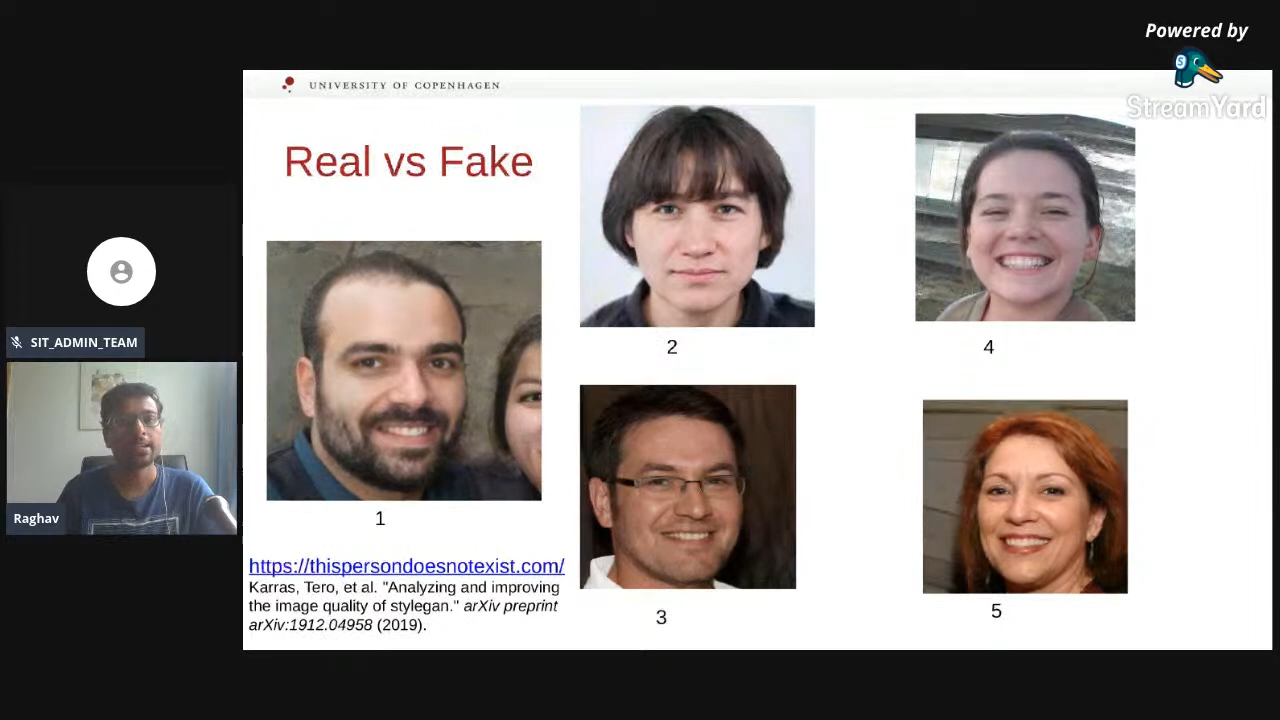 Powered by
StreamYard
UNIVERSITY OF COPENHAGEN
Real vs Fake
2
4
1
3
5
https://thispersondoesnotexist.com/
Karras, Tero, et al. "Analyzing and improving
the image quality of stylegan." arXiv preprint
arXiv:1912.04958 (2019).
SIT_ADMIN_TEAM
Raghav